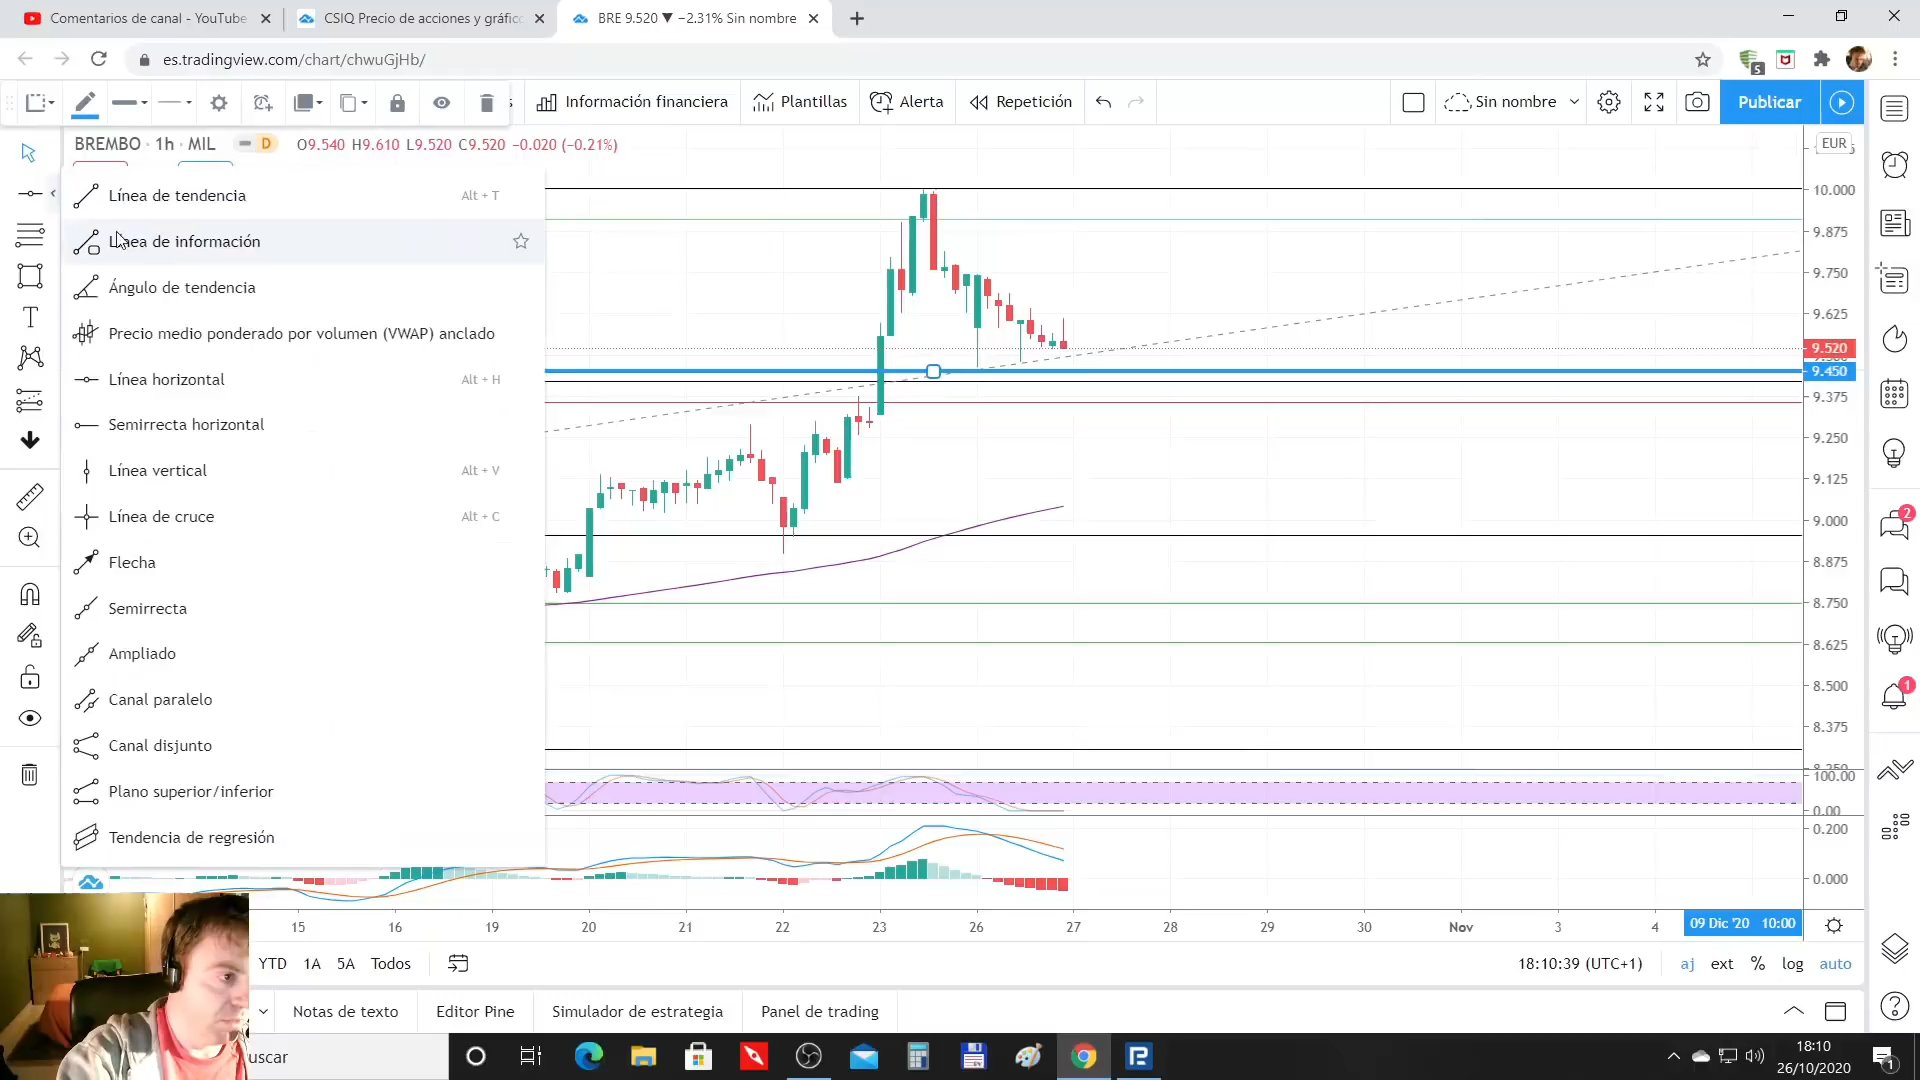 Comentarios de canal - YouTube
CSIQ Precio de acciones y gráfic
BRE 9.520 ▼ −2.31% Sin nombre
es.tradingview.com/chart/chwuGjHb/
5
Información financiera
Plantillas
Alerta
Repetición
Sin nombre
Publicar
BREMBO · 1h · MIL
D
O9.540 H9.610 L9.520 C9.520 −0.020 (−0.21%)
EUR
Línea de tendencia Alt + T
Línea de información
Ángulo de tendencia
Precio medio ponderado por volumen (VWAP) anclado
Línea horizontal Alt + H
Semirrecta horizontal
Línea vertical Alt + V
Línea de cruce Alt + C
Flecha
Semirrecta
Ampliado
Canal paralelo
Canal disjunto
Plano superior/inferior
Tendencia de regresión
10.000
9.875
9.750
9.625
9.520
9.450
9.375
9.250
9.125
9.000
8.875
8.750
8.625
8.500
8.375
8.250
100.00
0.00
0.200
0.000
2
1
15 16 19 20 21 22 23 26 27 28 29 30 Nov 3 4
09 Dic '20 10:00
YTD 1A 5A Todos
18:10:39 (UTC+1)
aj ext % log auto
Notas de texto
Editor Pine
Simulador de estrategia
Panel de trading
uscar
18:10
26/10/2020
1